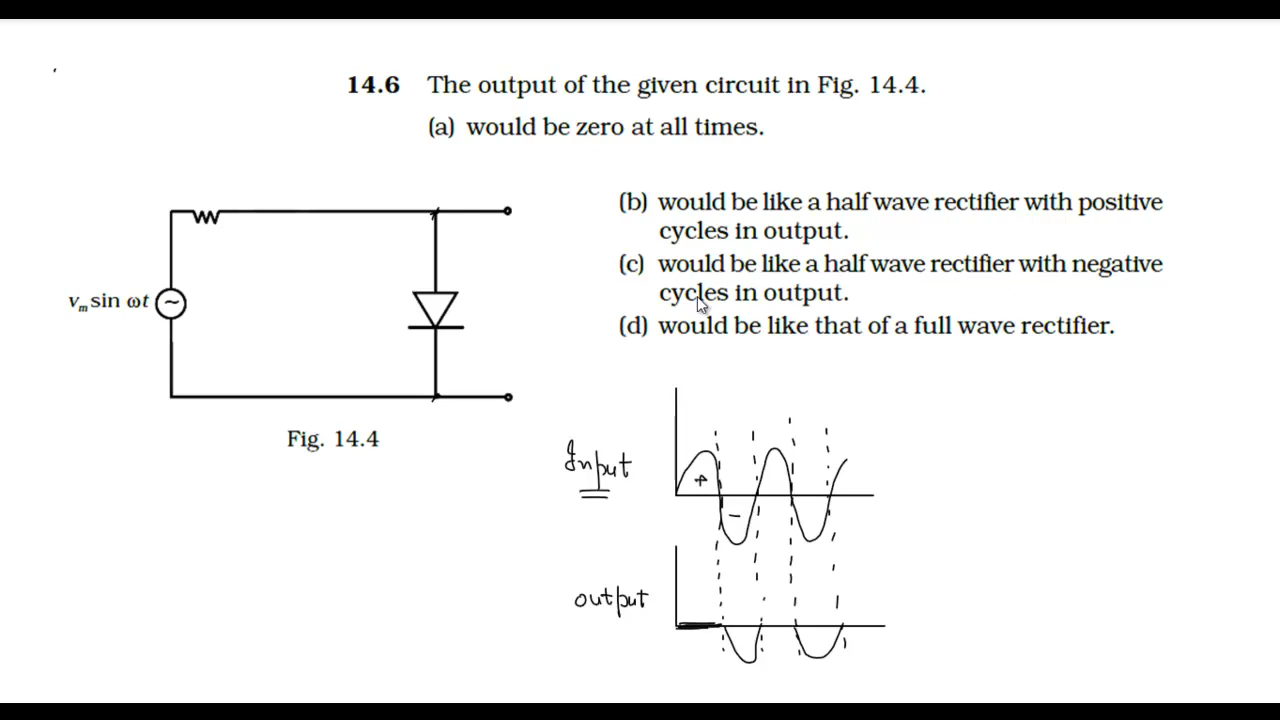 14.6 The output of the given circuit in Fig. 14.4.
(a) would be zero at all times.
(b) would be like a half wave rectifier with positive
cycles in output.
(c) would be like a half wave rectifier with negative
cycles in output.
(d) would be like that of a full wave rectifier.
vm sin ωt
~
Fig. 14.4
Input
+
−
output